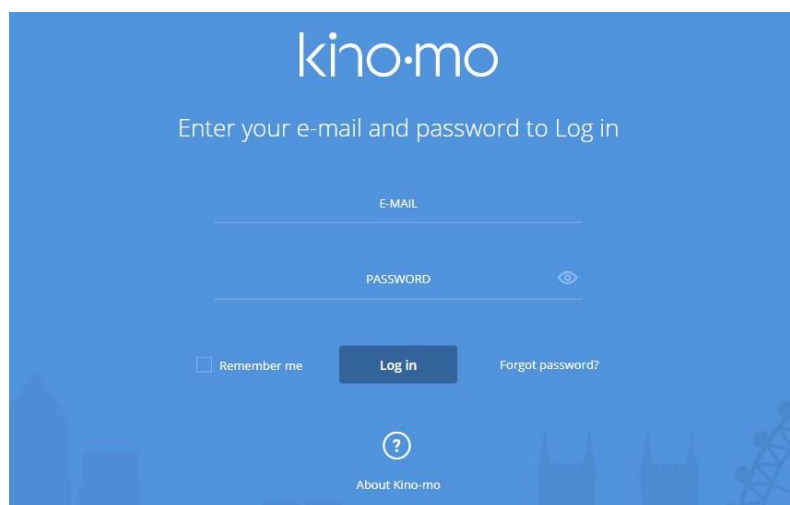 kino·mo
Enter your e-mail and password to Log in
E-MAIL
PASSWORD
Remember me
Log in
Forgot password?
?
About Kino-mo